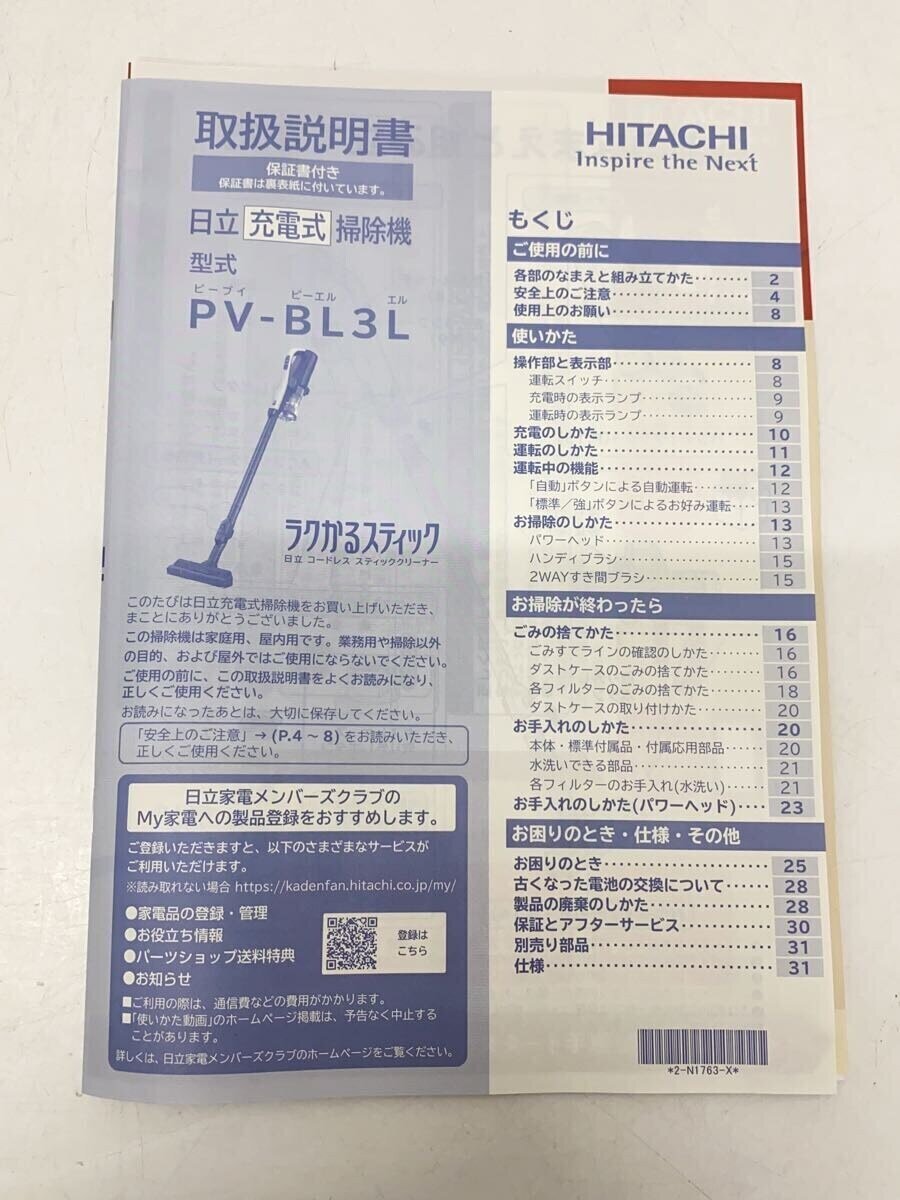 取扱説明書
保証書付き
保証書は裏表紙に付いています。
日立 充電式 掃除機
型式
ピーブイ ビーエル エル
PV-BL3L
ラクかるスティック
日立 コードレス スティッククリーナー
このたびは日立充電式掃除機をお買い上げいただき、
まことにありがとうございました。
この掃除機は家庭用、屋内用です。業務用や掃除以外
の目的、および屋外ではご使用にならないでください。
ご使用の前に、この取扱説明書をよくお読みになり、
正しくご使用ください。
お読みになったあとは、大切に保存してください。
「安全上のご注意」→(P.4 ~ 8)をお読みいただき、
正しくご使用ください。
日立家電メンバーズクラブの
My家電への製品登録をおすすめします。
ご登録いただきますと、以下のさまざまなサービスが
ご利用いただけます。
※読み取れない場合 https://kadenfan.hitachi.co.jp/my/
●家電品の登録・管理
●お役立ち情報
●パーツショップ送料特典
●お知らせ
登録は
こちら
■ご利用の際は、通信費などの費用がかかります。
■「使いかた動画」のホームページ掲載は、予告なく中止する
ことがあります。
詳しくは、日立家電メンバーズクラブのホームページをご覧ください。
HITACHI
Inspire the Next
もくじ
ご使用の前に
各部のなまえと組み立てかた‥‥‥‥ 2
安全上のご注意‥‥‥‥‥‥‥‥ 4
使用上のお願い‥‥‥‥‥‥‥‥ 8
使いかた
操作部と表示部‥‥‥‥‥‥‥‥ 8
運転スイッチ‥‥‥‥‥‥‥‥ 8
充電時の表示ランプ‥‥‥‥‥‥ 9
運転時の表示ランプ‥‥‥‥‥‥ 9
充電のしかた‥‥‥‥‥‥‥‥ 10
運転のしかた‥‥‥‥‥‥‥‥ 11
運転中の機能‥‥‥‥‥‥‥‥ 12
「自動」ボタンによる自動運転‥‥‥‥ 12
「標準/強」ボタンによるお好み運転‥‥ 13
お掃除のしかた‥‥‥‥‥‥‥‥ 13
パワーヘッド‥‥‥‥‥‥‥‥ 13
ハンディブラシ‥‥‥‥‥‥‥‥ 15
2WAYすき間ブラシ‥‥‥‥‥‥ 15
お掃除が終わったら
ごみの捨てかた‥‥‥‥‥‥‥‥ 16
ごみすてラインの確認のしかた‥‥‥‥ 16
ダストケースのごみの捨てかた‥‥‥‥ 16
各フィルターのごみの捨てかた‥‥‥‥ 18
ダストケースの取り付けかた‥‥‥‥ 20
お手入れのしかた‥‥‥‥‥‥‥‥ 20
本体・標準付属品・付属応用部品‥‥‥ 20
水洗いできる部品‥‥‥‥‥‥‥‥ 21
各フィルターのお手入れ(水洗い)‥‥‥ 21
お手入れのしかた(パワーヘッド)‥‥ 23
お困りのとき・仕様・その他
お困りのとき‥‥‥‥‥‥‥‥ 25
古くなった電池の交換について‥‥‥ 28
製品の廃棄のしかた‥‥‥‥‥‥ 28
保証とアフターサービス‥‥‥‥‥ 30
別売り部品‥‥‥‥‥‥‥‥ 31
仕様‥‥‥‥‥‥‥‥‥‥ 31
*2-N1763-X*